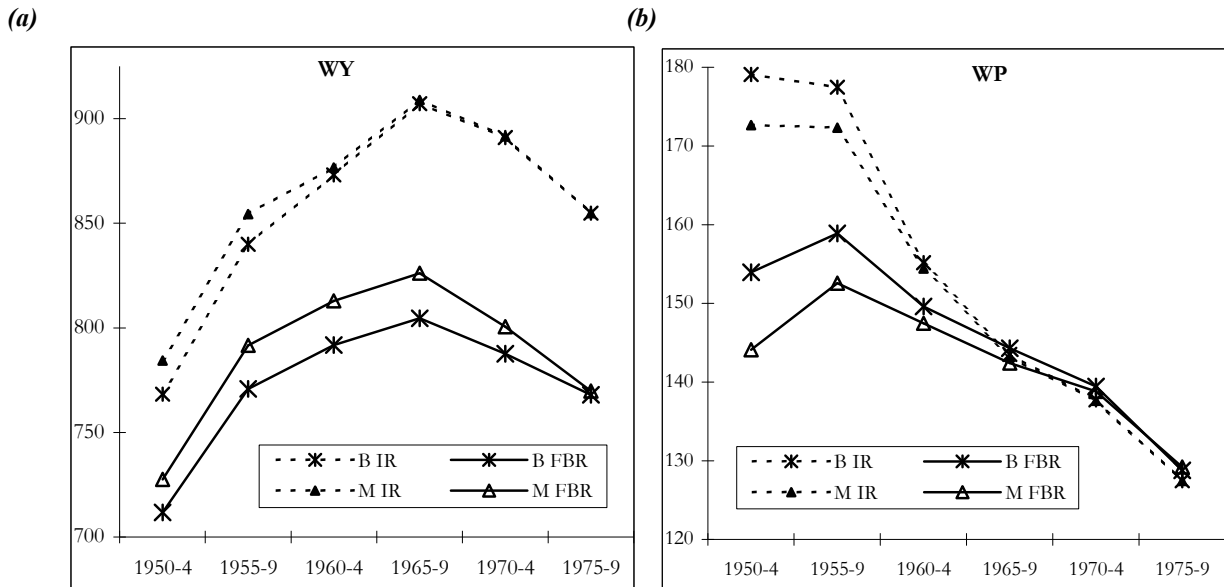 (a)
WY
900
850
800
750
700
B IR
B FBR
M IR
M FBR
1950-4 1955-9 1960-4 1965-9 1970-4 1975-9
(b)
WP
180
170
160
150
140
130
120
B IR
B FBR
M IR
M FBR
1950-4 1955-9 1960-4 1965-9 1970-4 1975-9